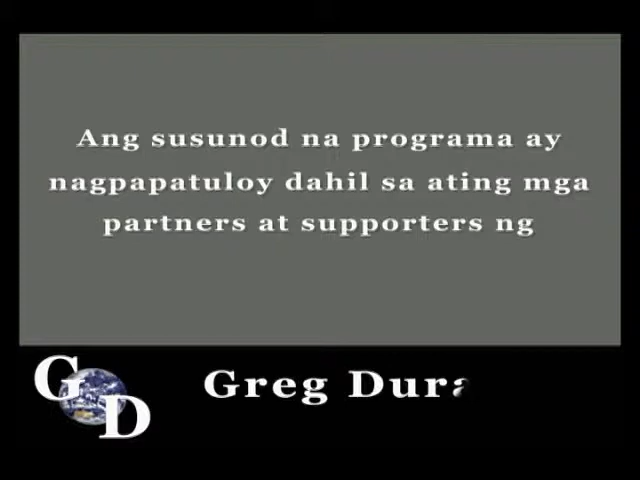 Ang susunod na programa ay
nagpapatuloy dahil sa ating mga
partners at supporters ng
GD
Greg Dura